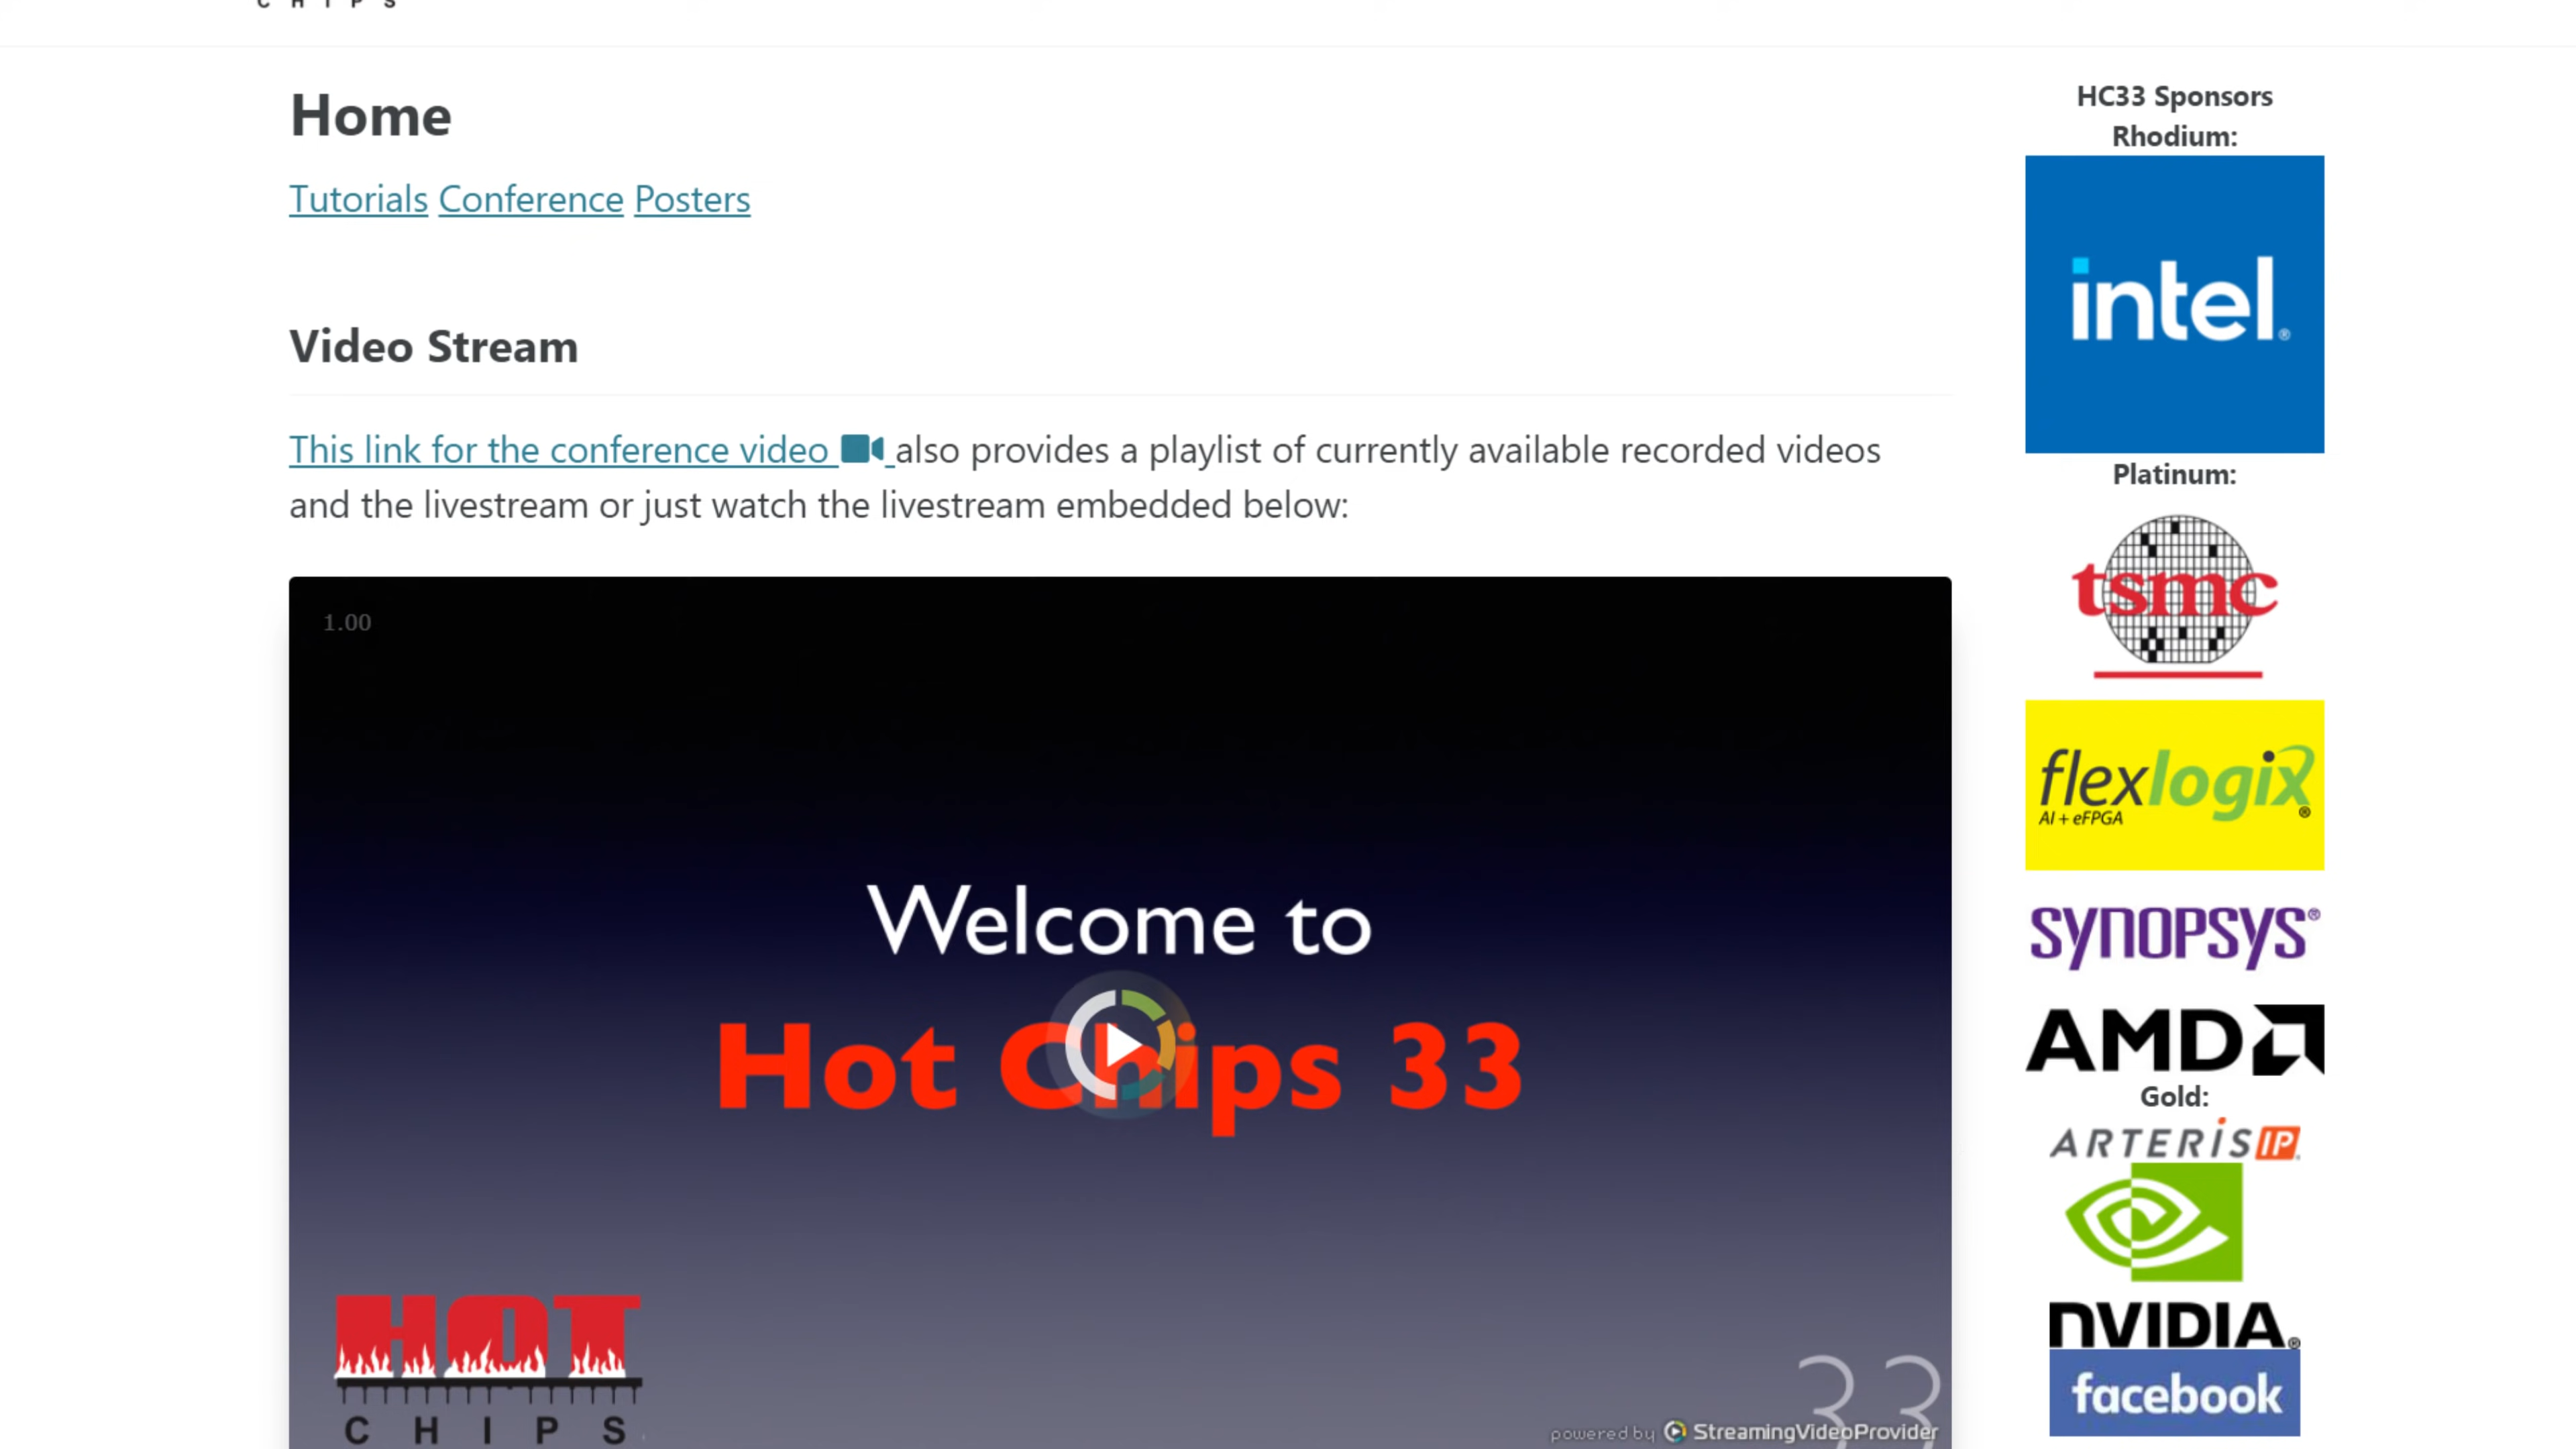 C H I P S
Home
Tutorials Conference Posters
Video Stream
This link for the conference video also provides a playlist of currently available recorded videos
and the livestream or just watch the livestream embedded below:
1.00
Welcome to
Hot Chips 33
HOT
C H I P S
33
powered by StreamingVideoProvider
HC33 Sponsors
Rhodium:
intel®
Platinum:
tsmc
flexlogix®
AI + eFPGA
SYNOPSYS®
AMD
Gold:
ARTERIS IP
NVIDIA®
facebook